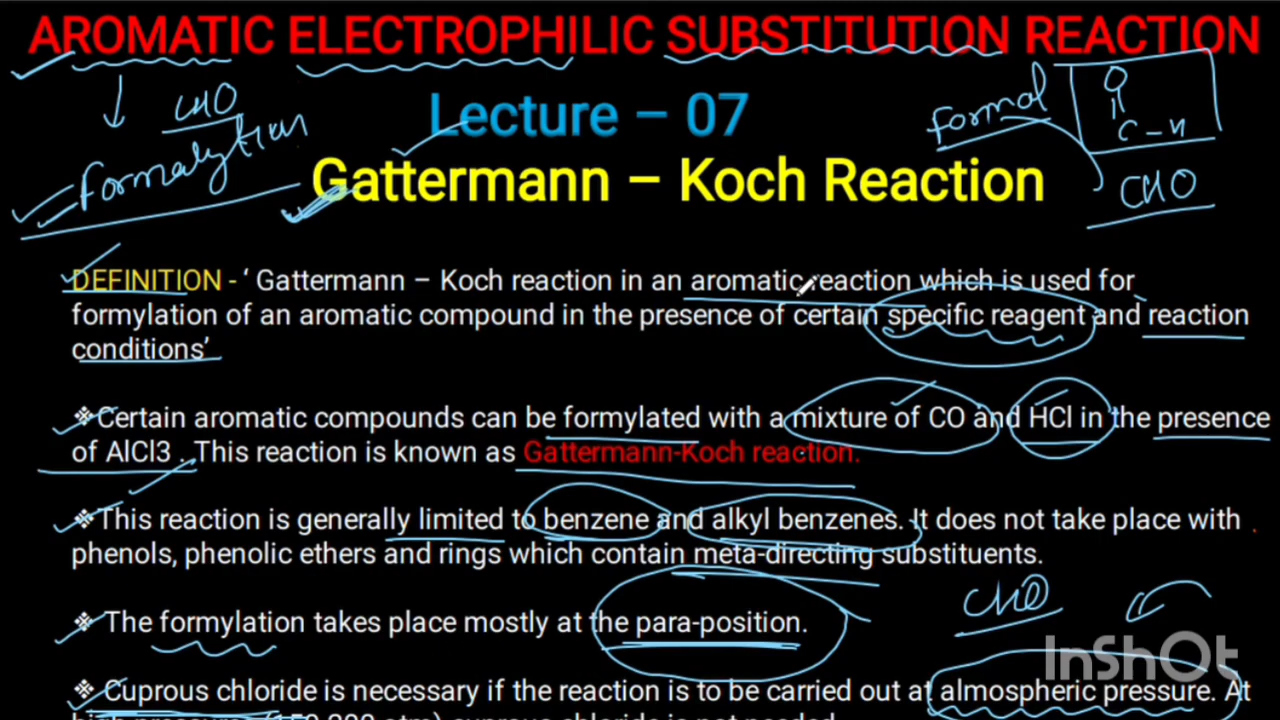 AROMATIC ELECTROPHILIC SUBSTITUTION REACTION
CHO
Formalytion
Lecture – 07
Formal
O
C – H
CHO
Gattermann – Koch Reaction
DEFINITION - ‘ Gattermann – Koch reaction in an aromatic reaction which is used for
formylation of an aromatic compound in the presence of certain specific reagent and reaction
conditions’
❖Certain aromatic compounds can be formylated with a mixture of CO and HCl in the presence
of AlCl3 . This reaction is known as Gattermann-Koch reaction.
❖This reaction is generally limited to benzene and alkyl benzenes. It does not take place with .
phenols, phenolic ethers and rings which contain meta-directing substituents.
CHO
❖ The formylation takes place mostly at the para-position.
InShOt
❖ Cuprous chloride is necessary if the reaction is to be carried out at almospheric pressure. At